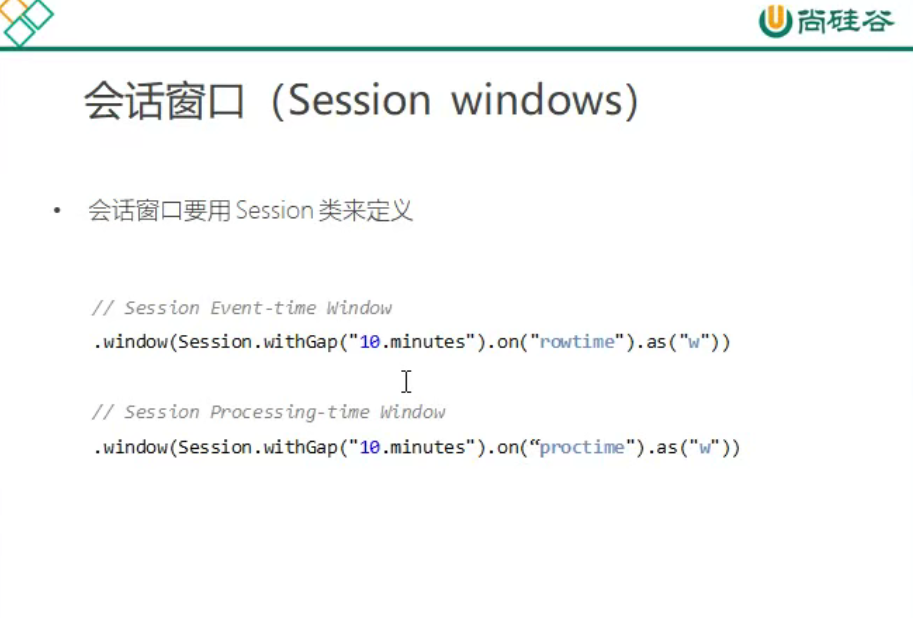 尚硅谷
会话窗口（Session windows）
• 会话窗口要用 Session 类来定义
// Session Event-time Window
.window(Session.withGap("10.minutes").on("rowtime").as("w"))
// Session Processing-time Window
.window(Session.withGap("10.minutes").on(“proctime").as("w"))